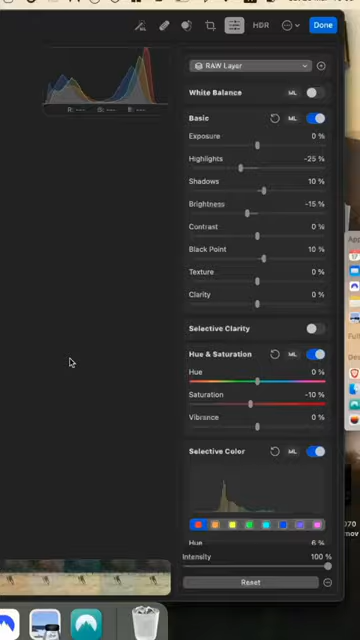 HDR
Done
R: --- G: --- B: ---
RAW Layer
White Balance ML
Basic ML
Exposure 0 %
Highlights -25 %
Shadows 10 %
Brightness -15 %
Contrast 0 %
Black Point 10 %
Texture 0 %
Clarity 0 %
Selective Clarity
Hue & Saturation ML
Hue 0 %
Saturation -10 %
Vibrance 0 %
Selective Color ML
Hue 6 %
Intensity 100 %
Reset
17
070